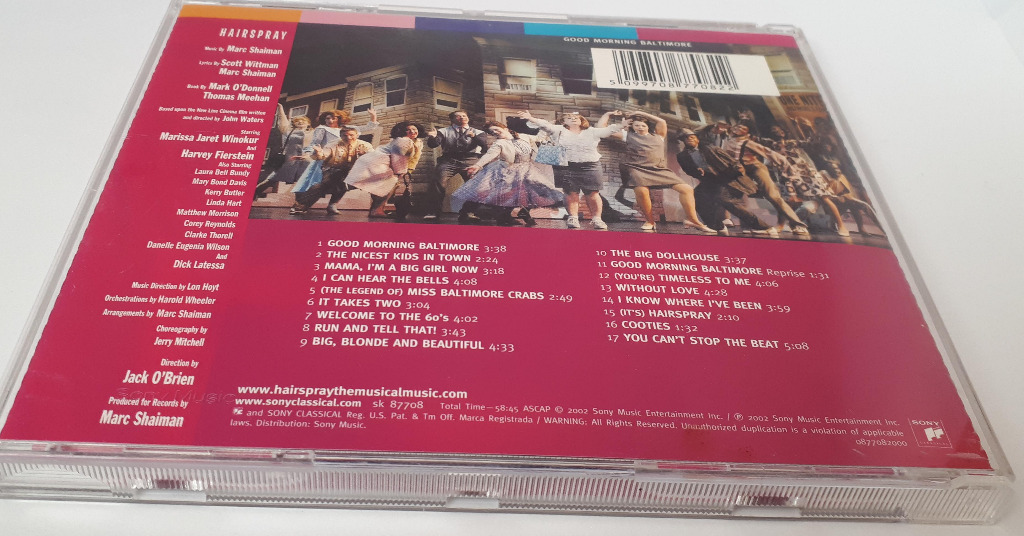 HAIRSPRAY
Music By Marc Shaiman
Lyrics By Scott Wittman
Marc Shaiman
Book By Mark O'Donnell
Thomas Meehan
Based upon the New Line Cinema film written
and directed by John Waters
Starring
Marissa Jaret Winokur
And
Harvey Fierstein
Also Starring
Laura Bell Bundy
Mary Bond Davis
Kerry Butler
Linda Hart
Matthew Morrison
Corey Reynolds
Clarke Thorell
Danelle Eugenia Wilson
And
Dick Latessa
Music Direction by Lon Hoyt
Orchestrations by Harold Wheeler
Arrangements by Marc Shaiman
Choreography by
Jerry Mitchell
Direction by
Jack O'Brien
Produced for Records by
Marc Shaiman
GOOD MORNING BALTIMORE
5099708770822
1 GOOD MORNING BALTIMORE 3:38
2 THE NICEST KIDS IN TOWN 2:24
3 MAMA, I'M A BIG GIRL NOW 3:18
4 I CAN HEAR THE BELLS 4:08
5 (THE LEGEND OF) MISS BALTIMORE CRABS 2:49
6 IT TAKES TWO 3:04
7 WELCOME TO THE 60's 4:02
8 RUN AND TELL THAT! 3:43
9 BIG, BLONDE AND BEAUTIFUL 4:33
10 THE BIG DOLLHOUSE 3:37
11 GOOD MORNING BALTIMORE Reprise 1:31
12 (YOU'RE) TIMELESS TO ME 4:06
13 WITHOUT LOVE 4:28
14 I KNOW WHERE I'VE BEEN 3:59
15 (IT'S) HAIRSPRAY 2:10
16 COOTIES 1:32
17 YOU CAN'T STOP THE BEAT 5:08
www.hairspraythemusicalmusic.com
www.sonyclassical.com sk 87708 Total Time—58:45 ASCAP © 2002 Sony Music Entertainment Inc. / ℗ 2002 Sony Music Entertainment Inc.
and SONY CLASSICAL Reg. U.S. Pat. & Tm Off. Marca Registrada / WARNING: All Rights Reserved. Unauthorized duplication is a violation of applicable
laws. Distribution: Sony Music.
0877082000
SONY